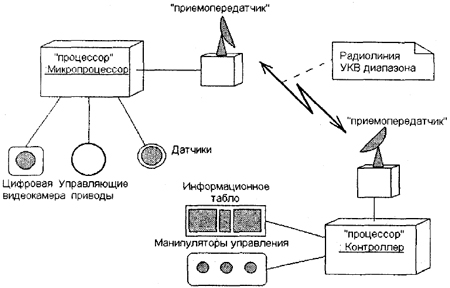 "приемопередатчик"
"процессор"
: Микропроцессор
Радиолиния
УКВ диапазона
"приемопередатчик"
Датчики
Цифровая
видеокамера
Управляющие
приводы
Информационное
табло
Манипуляторы управления
"процессор"
: Контроллер